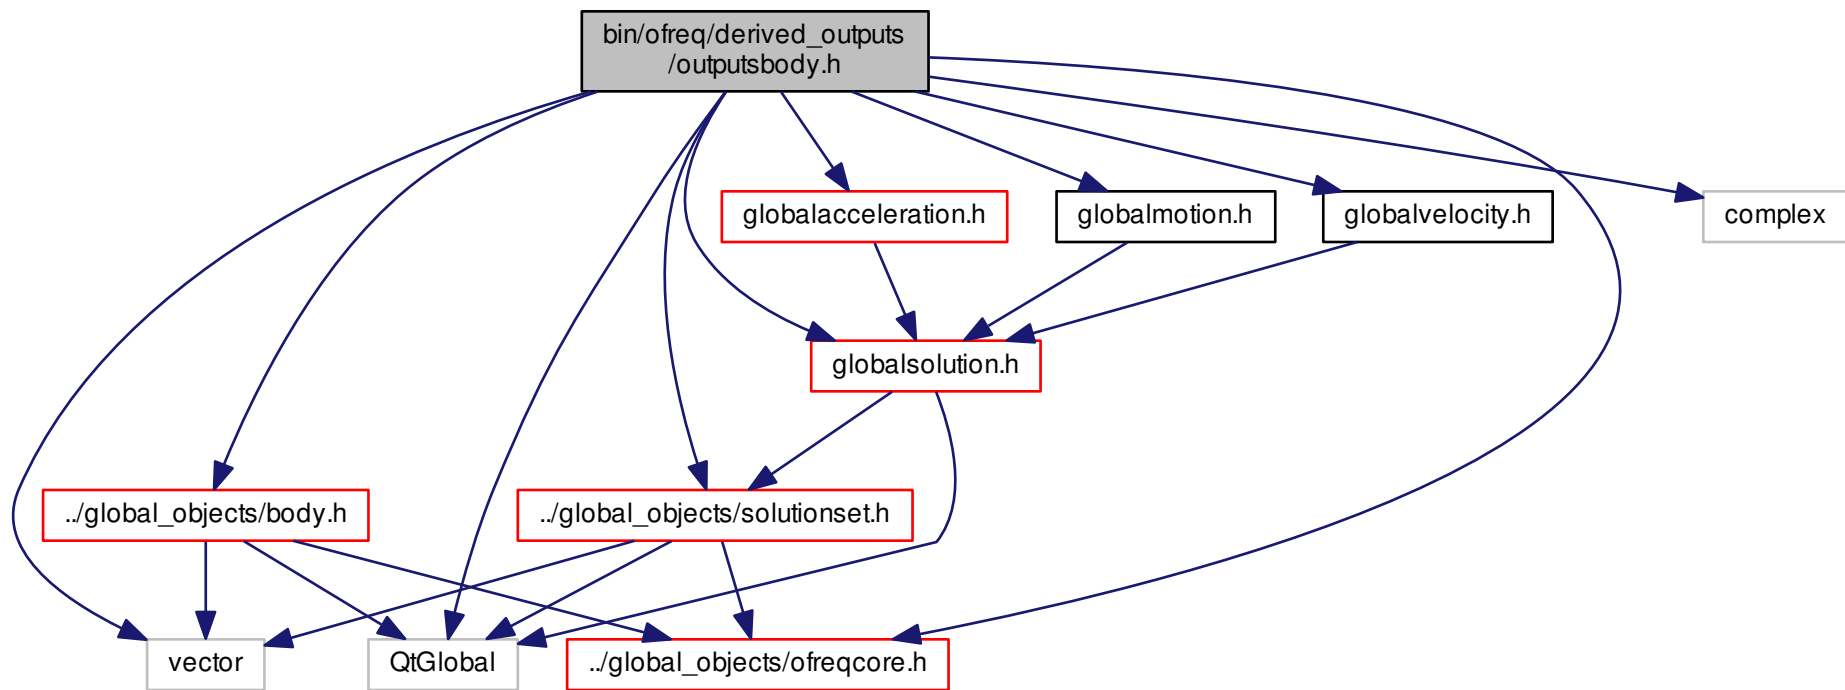 bin/ofreq/derived_outputs
/outputsbody.h
globalacceleration.h
globalmotion.h
globalvelocity.h
complex
globalsolution.h
../global_objects/body.h
../global_objects/solutionset.h
vector
QtGlobal
../global_objects/ofreqcore.h